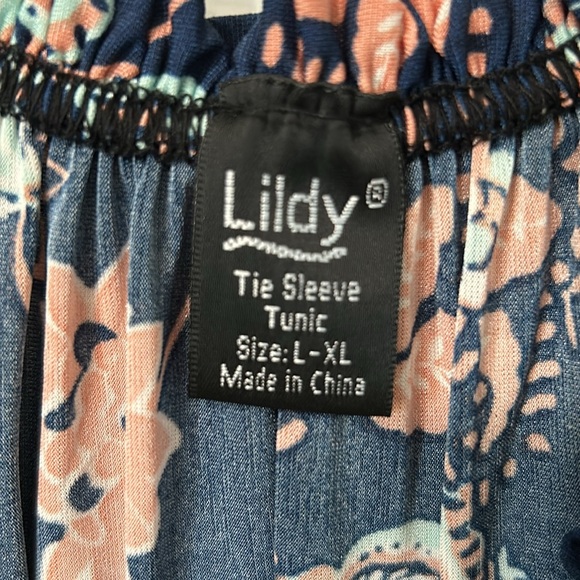 Lildy®
Tie Sleeve
Tunic
Size: L-XL
Made in China